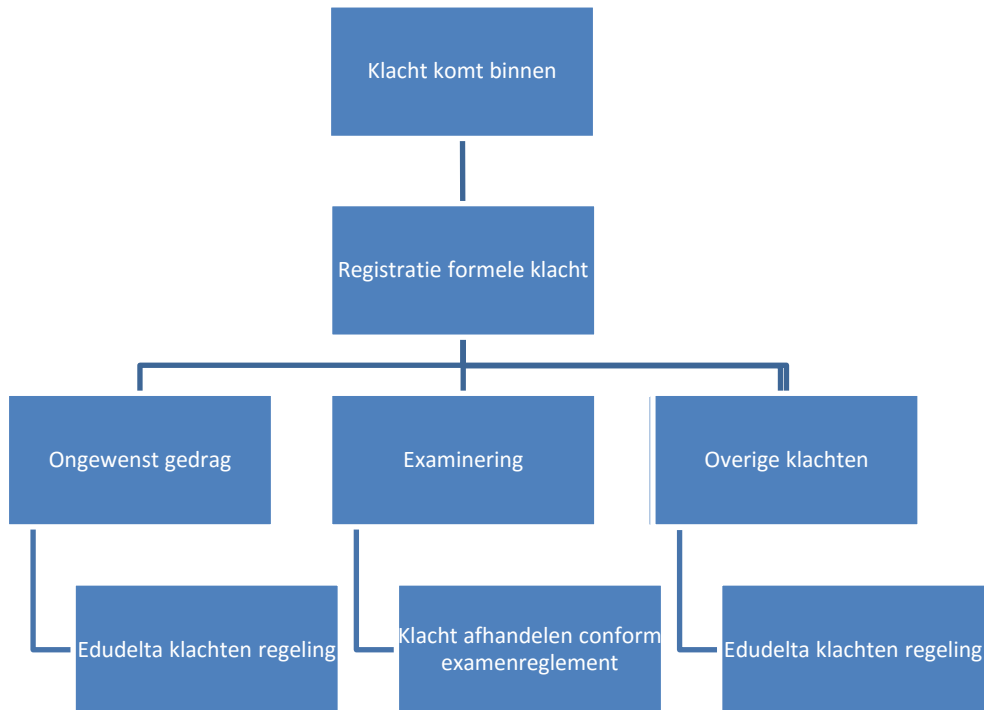 Klacht komt binnen
Registratie formele klacht
Ongewenst gedrag
Examinering
Overige klachten
Edudelta klachten regeling
Klacht afhandelen conform
examenreglement
Edudelta klachten regeling